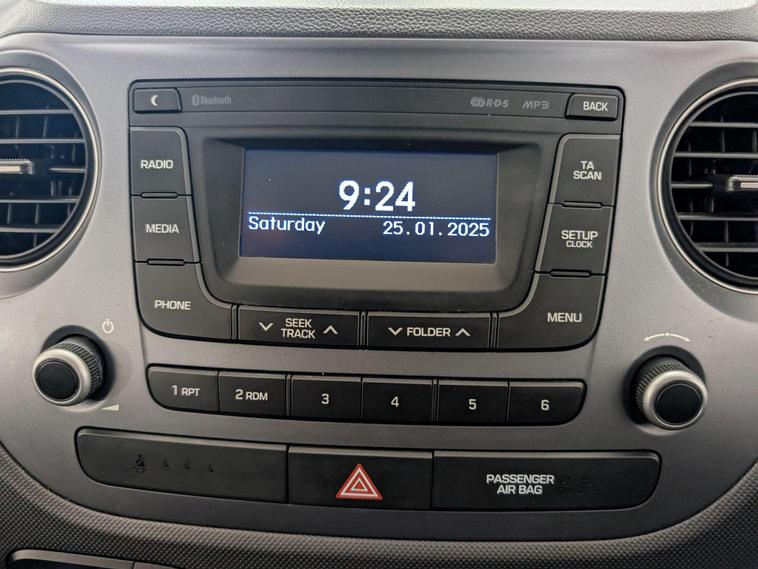 Bluetooth
R·D·S
MP3
BACK
RADIO
TA
SCAN
9:24
Saturday
25.01.2025
MEDIA
SETUP
CLOCK
PHONE
SEEK
TRACK
FOLDER
MENU
1 RPT
2 RDM
3
4
5
6
PASSENGER
AIR BAG